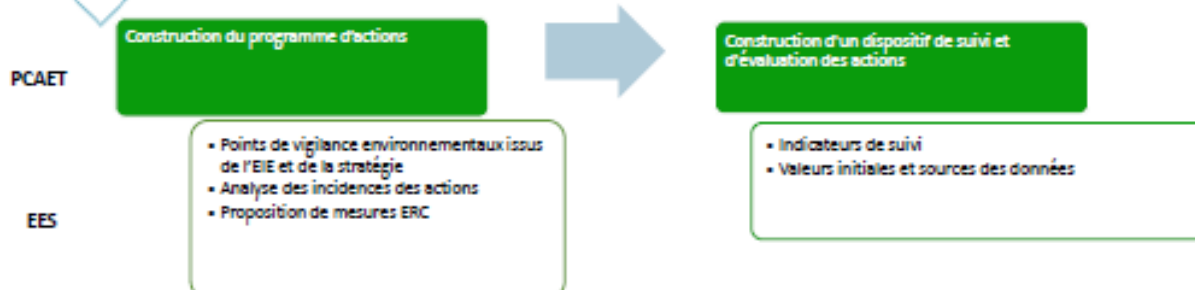 PCAET
Construction du programme d'actions
Construction d'un dispositif de suivi et
d'évaluation des actions
EES
▪ Points de vigilance environnementaux issus
de l'EIE et de la stratégie
▪ Analyse des incidences des actions
▪ Proposition de mesures ERC
▪ Indicateurs de suivi
▪ Valeurs initiales et sources des données